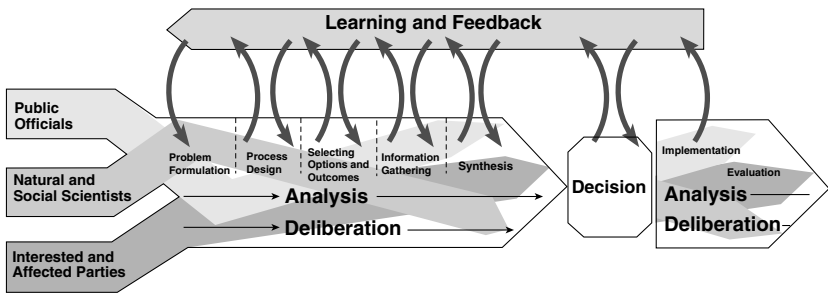 Learning and Feedback
Public
Officials
Natural and
Social Scientists
Interested and
Affected Parties
Problem
Formulation
Process
Design
Selecting
Options and
Outcomes
Information
Gathering
Synthesis
Analysis
Deliberation
Decision
Implementation
Evaluation
Analysis
Deliberation